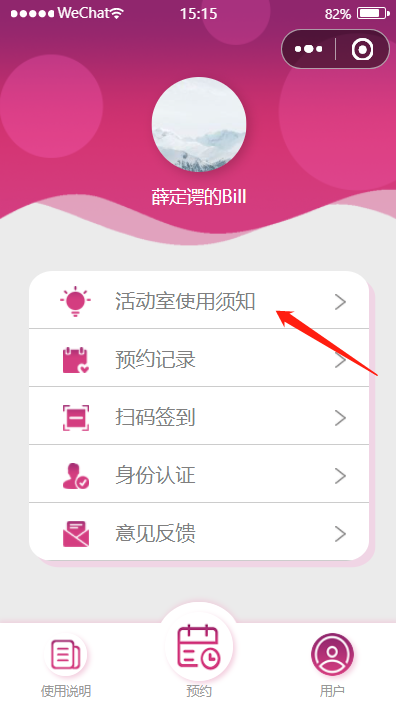 WeChat 15:15 82%
薛定谔的Bill
活动室使用须知
预约记录
扫码签到
身份认证
意见反馈
使用说明 预约 用户